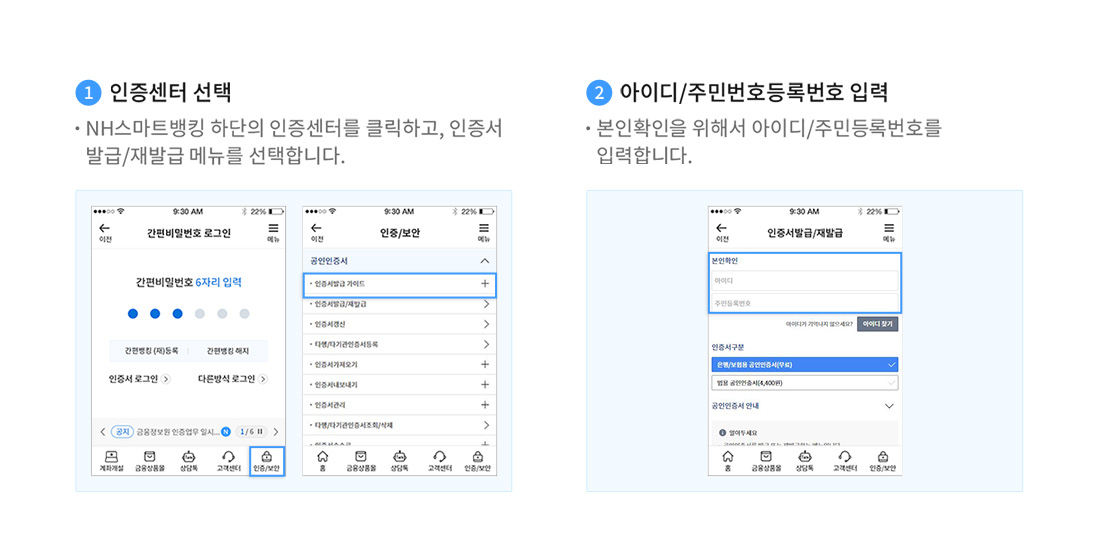 1 인증센터 선택
· NH스마트뱅킹 하단의 인증센터를 클릭하고, 인증서
발급/재발급 메뉴를 선택합니다.
9:30 AM 22%
이전 간편비밀번호 로그인 메뉴
간편비밀번호 6자리 입력
간편뱅킹 (재)등록 간편뱅킹 해지
인증서 로그인 다른방식 로그인
공지 금융정보원 인증업무 일시... N 1/6
계좌개설 금융상품몰 상담톡 고객센터 인증/보안
9:30 AM 22%
이전 인증/보안 메뉴
공인인증서
· 인증서발급 가이드
· 인증서발급/재발급
· 인증서갱신
· 타행/타기관인증서등록
· 인증서가져오기
· 인증서내보내기
· 인증서관리
· 타행/타기관인증서조회/삭제
홈 금융상품몰 상담톡 고객센터 인증/보안
2 아이디/주민번호등록번호 입력
· 본인확인을 위해서 아이디/주민등록번호를
입력합니다.
9:30 AM 22%
이전 인증서발급/재발급 메뉴
본인확인
아이디
주민등록번호
아이디가 기억나지 않으세요? 아이디 찾기
인증서구분
은행/보험용 공인인증서(무료)
범용 공인인증서(4,400원)
공인인증서 안내
알아두세요
홈 금융상품몰 상담톡 고객센터 인증/보안